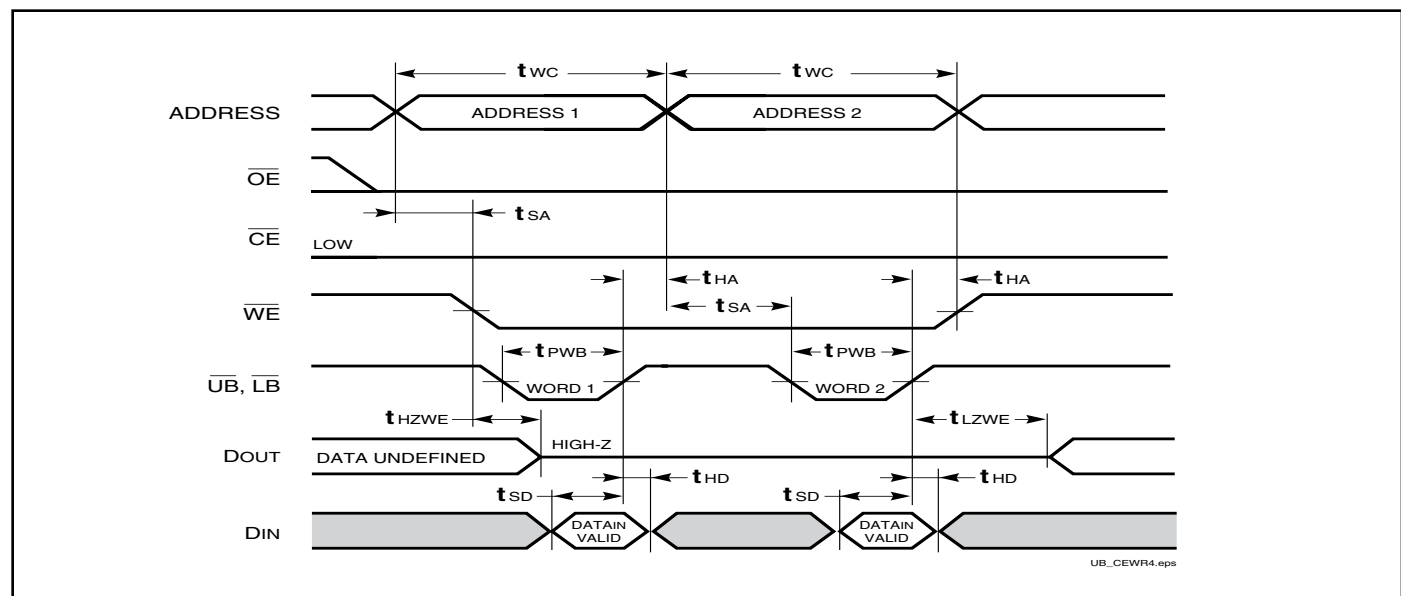 tWC tWC
ADDRESS ADDRESS 1 ADDRESS 2
OE
tSA
CE LOW
tHA tHA
WE tSA
tPWB tPWB
UB, LB WORD 1 WORD 2
tHZWE tLZWE
DOUT DATA UNDEFINED HIGH-Z
tHD tHD
tSD tSD
DIN DATAIN VALID DATAIN VALID
UB_CEWR4.eps